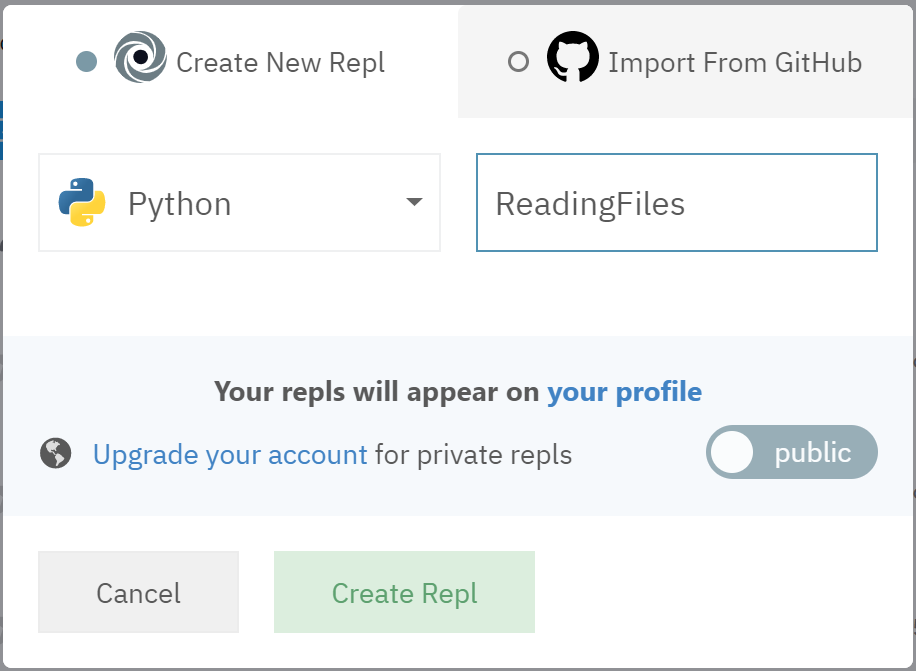 Create New Repl
Import From GitHub
Python
ReadingFiles
Your repls will appear on your profile
Upgrade your account for private repls
public
Cancel
Create Repl